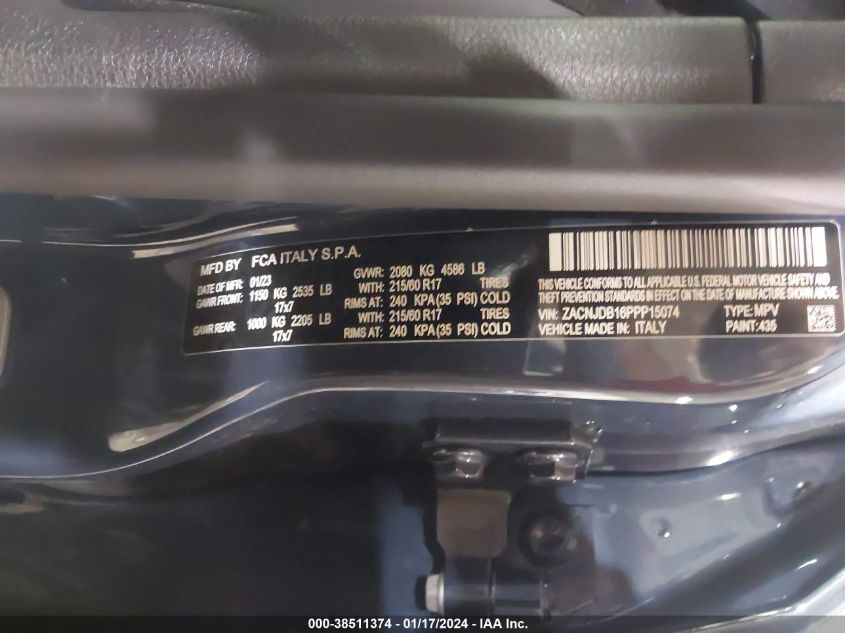 MFD BY FCA ITALY S.P.A.
DATE OF MFR: 01/23 GVWR: 2080 KG 4586 LB
GAWR FRONT: 1150 KG 2535 LB WITH: 215/60 R17 TIRES
17x7 RIMS AT: 240 KPA (35 PSI) COLD
GAWR REAR: 1000 KG 2205 LB WITH: 215/60 R17 TIRES
17x7 RIMS AT: 240 KPA (35 PSI) COLD
THIS VEHICLE CONFORMS TO ALL APPLICABLE U.S. FEDERAL MOTOR VEHICLE SAFETY AND
THEFT PREVENTION STANDARDS IN EFFECT ON THE DATE OF MANUFACTURE SHOWN ABOVE.
VIN: ZACNJDB16PPP15074 TYPE: MPV
VEHICLE MADE IN: ITALY PAINT: 435
000-38511374 - 01/17/2024 - IAA Inc.